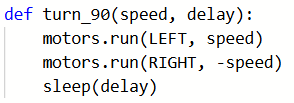 def turn_90(speed, delay):
    motors.run(LEFT, speed)
    motors.run(RIGHT, -speed)
    sleep(delay)